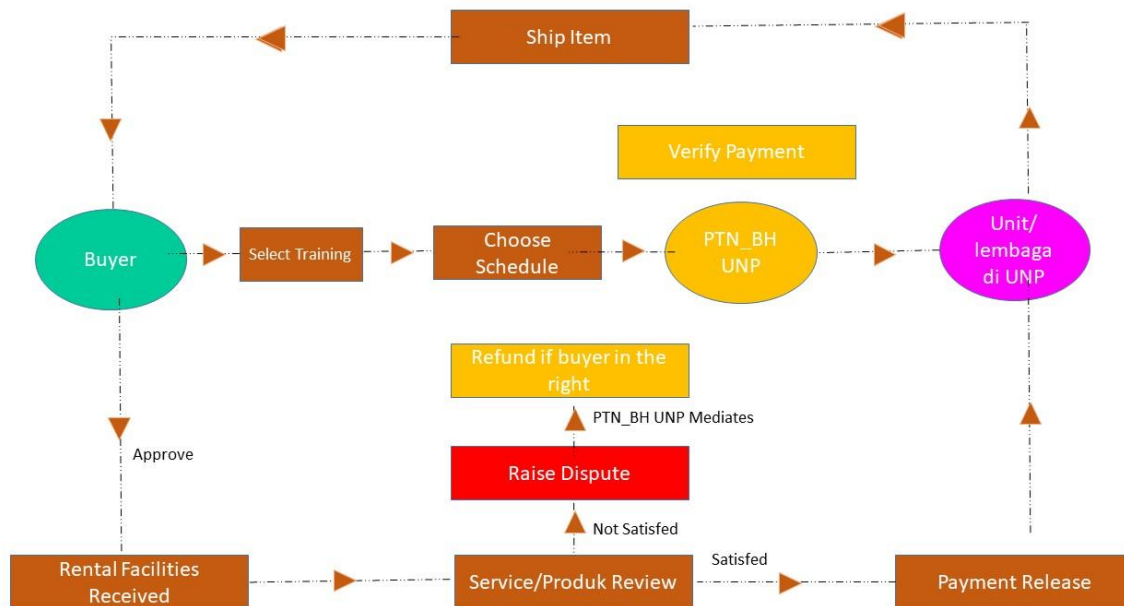 Ship Item
Verify Payment
Buyer
Select Training
Choose
Schedule
PTN_BH
UNP
Unit/
lembaga
di UNP
Refund if buyer in the
right
PTN_BH UNP Mediates
Approve
Raise Dispute
Not Satisfed
Rental Facilities
Received
Service/Produk Review
Satisfed
Payment Release